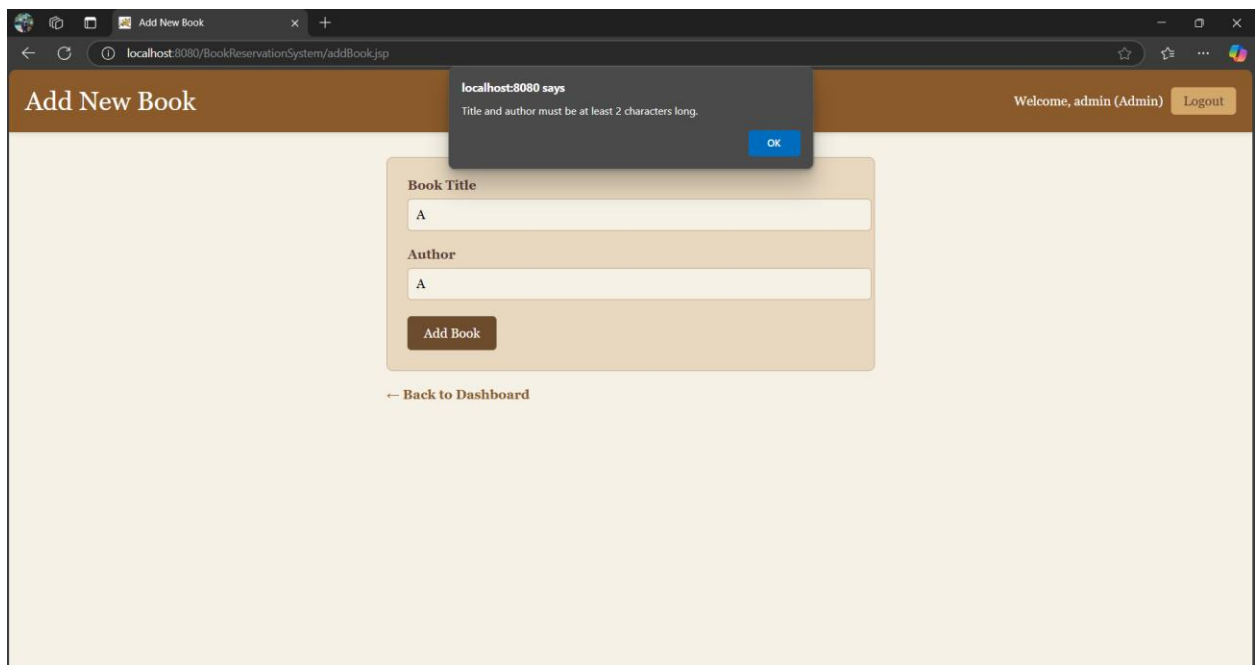 Add New Book
localhost:8080/BookReservationSystem/addBook.jsp
Add New Book
localhost:8080 says
Title and author must be at least 2 characters long.
OK
Welcome, admin (Admin)
Logout
Book Title
A
Author
A
Add Book
← Back to Dashboard